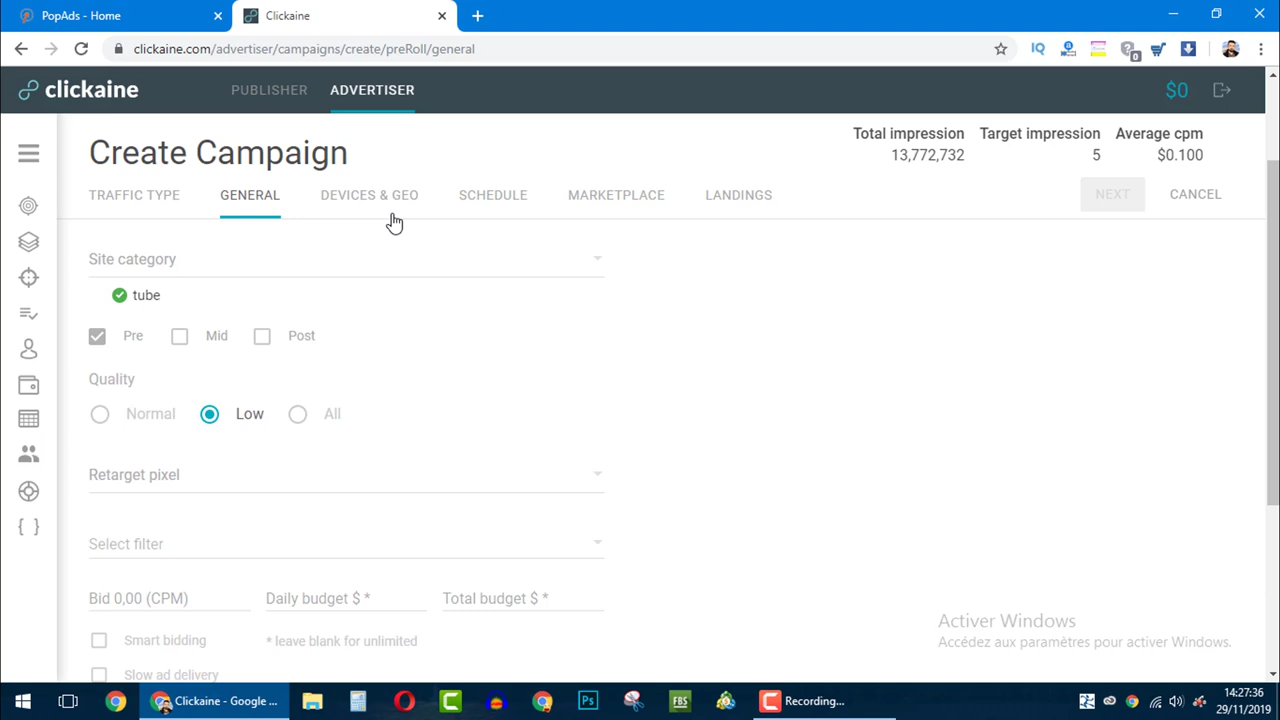 PopAds - Home
Clickaine
clickaine.com/advertiser/campaigns/create/preRoll/general
IQ
0
clickaine
PUBLISHER
ADVERTISER
$0
Create Campaign
Total impression
13,772,732
Target impression
5
Average cpm
$0.100
TRAFFIC TYPE
GENERAL
DEVICES & GEO
SCHEDULE
MARKETPLACE
LANDINGS
NEXT
CANCEL
Site category
tube
Pre
Mid
Post
Quality
Normal
Low
All
Retarget pixel
Select filter
Bid 0,00 (CPM)
Daily budget $ *
Total budget $ *
Smart bidding
* leave blank for unlimited
Slow ad delivery
Activer Windows
Accédez aux paramètres pour activer Windows.
Clickaine - Google ...
Ps
FBS
Recording...
14:27:36
29/11/2019